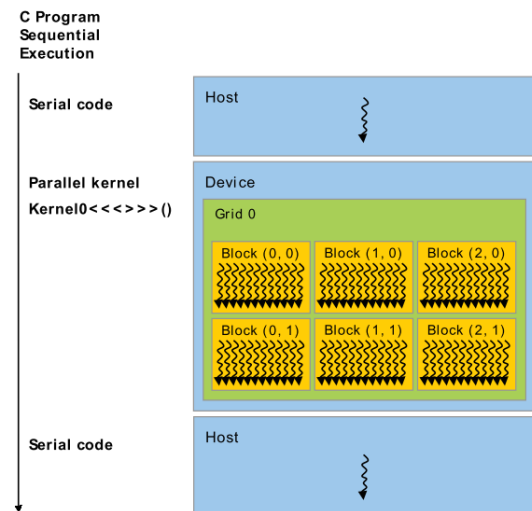 C Program
Sequential
Execution
Serial code
Host
Parallel kernel
Kernel0<<<>>>()
Device
Grid 0
Block (0, 0)
Block (1, 0)
Block (2, 0)
Block (0, 1)
Block (1, 1)
Block (2, 1)
Serial code
Host